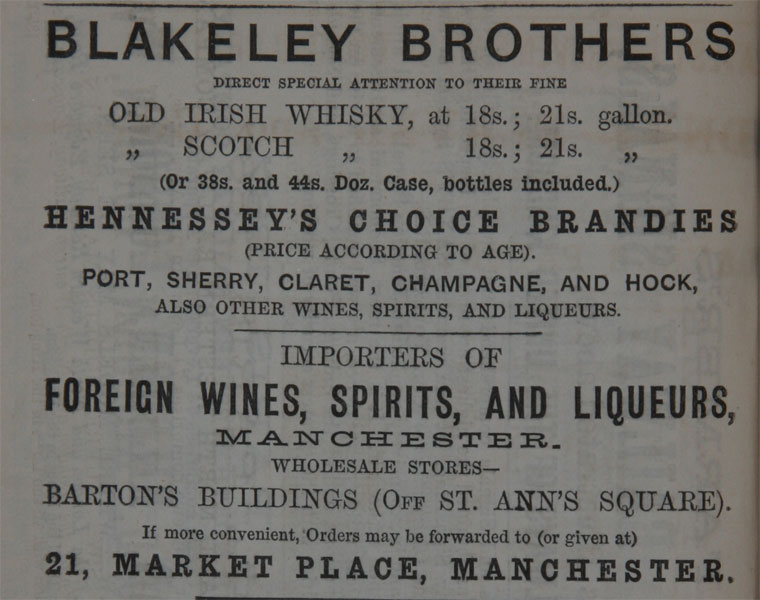 BLAKELEY BROTHERS
DIRECT SPECIAL ATTENTION TO THEIR FINE
OLD IRISH WHISKY, at 18s.; 21s. gallon.
„ SCOTCH „ 18s.; 21s. „
(Or 38s. and 44s. Doz. Case, bottles included.)
HENNESSEY'S CHOICE BRANDIES
(PRICE ACCORDING TO AGE).
PORT, SHERRY, CLARET, CHAMPAGNE, AND HOCK,
ALSO OTHER WINES, SPIRITS, AND LIQUEURS.
IMPORTERS OF
FOREIGN WINES, SPIRITS, AND LIQUEURS,
MANCHESTER.
WHOLESALE STORES—
BARTON'S BUILDINGS (OFF ST. ANN'S SQUARE).
If more convenient, Orders may be forwarded to (or given at)
21, MARKET PLACE, MANCHESTER.